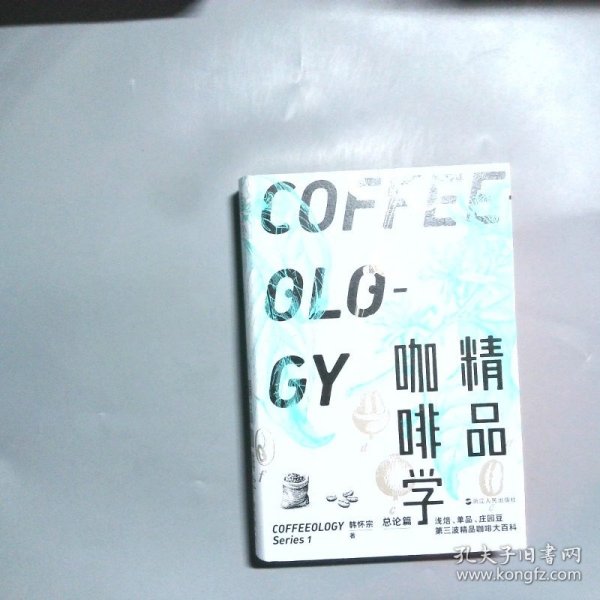 COFFEE-
OLO-
GY
精品
咖啡学
COFFEEOLOGY
Series 1
韩怀宗
著
总论篇
浅焙、单品、庄园豆
第三波精品咖啡大百科
浙江人民出版社
孔夫子旧书网
www.kongfz.com